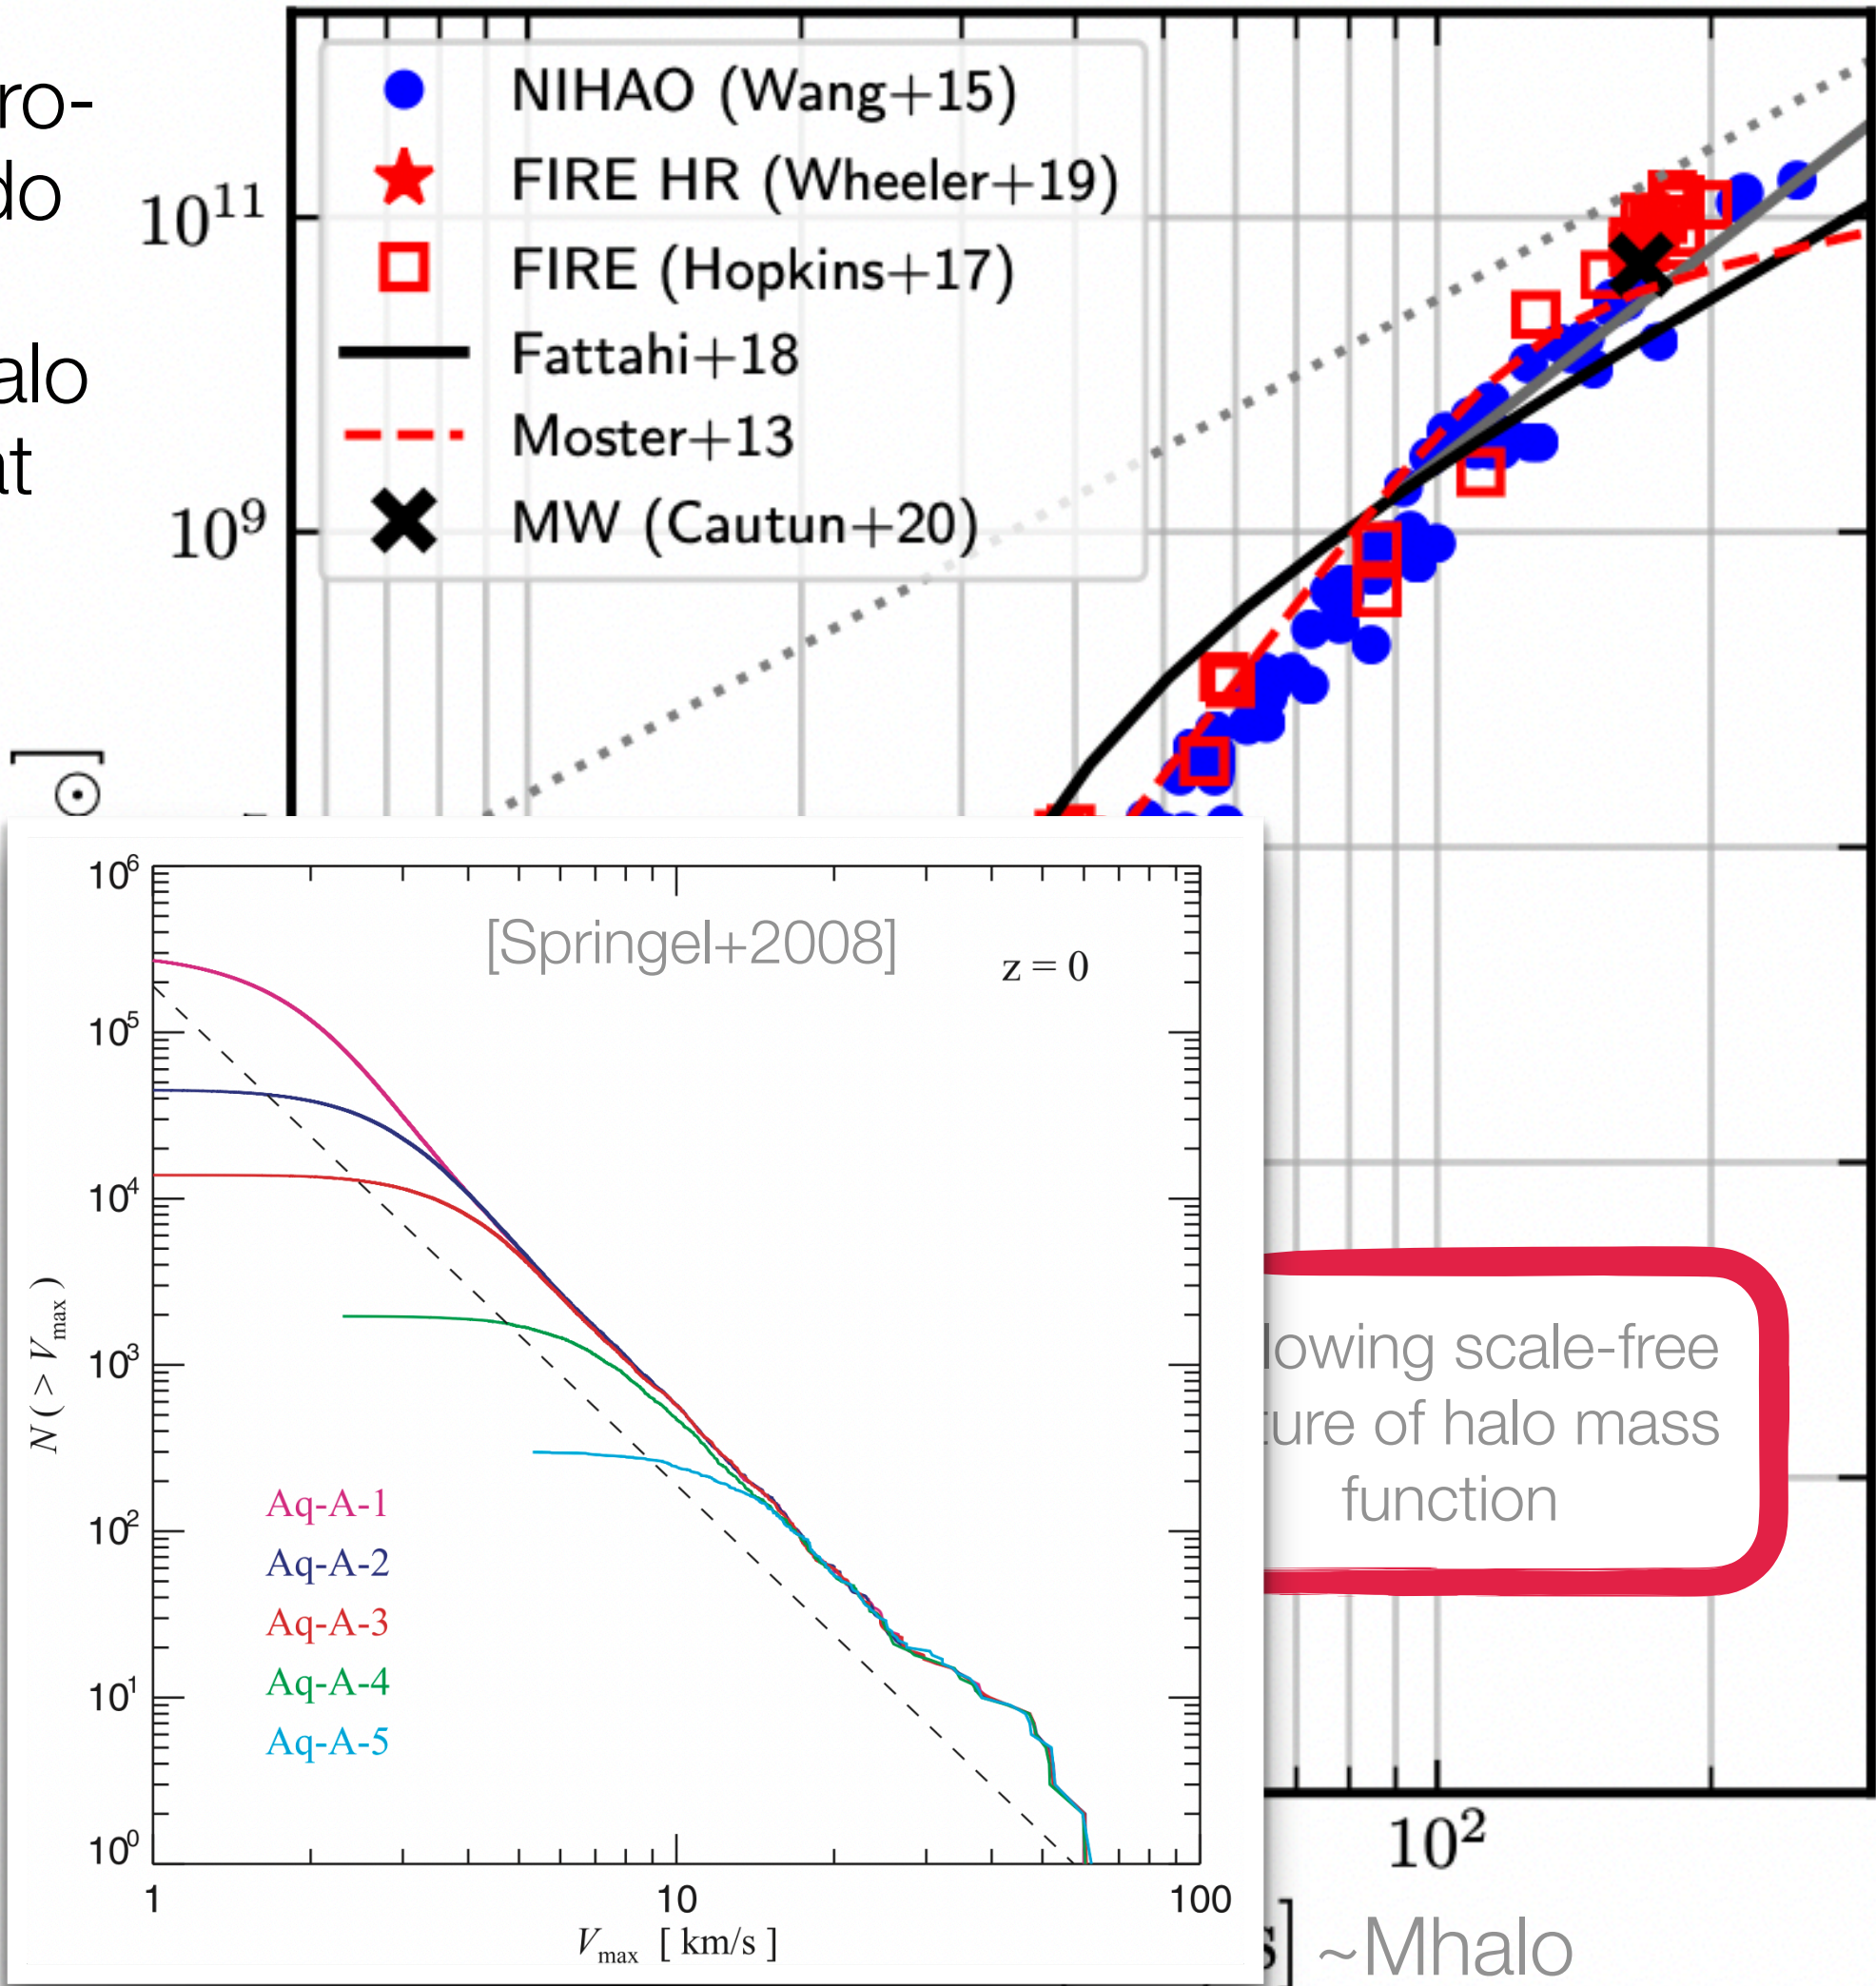 NIHAO (Wang+15)
FIRE HR (Wheeler+19)
FIRE (Hopkins+17)
Fattahi+18
Moster+13
MW (Cautun+20)
ro-
do
alo
at
10¹¹
10⁹
⊙]
[Springel+2008]
z = 0
10⁶
10⁵
10⁴
10³
10²
10¹
10⁰
N ( > V_max )
Aq-A-1
Aq-A-2
Aq-A-3
Aq-A-4
Aq-A-5
1 10 100
V_max [ km/s ]
lowing scale-free
ture of halo mass
function
10²
s] ~Mhalo